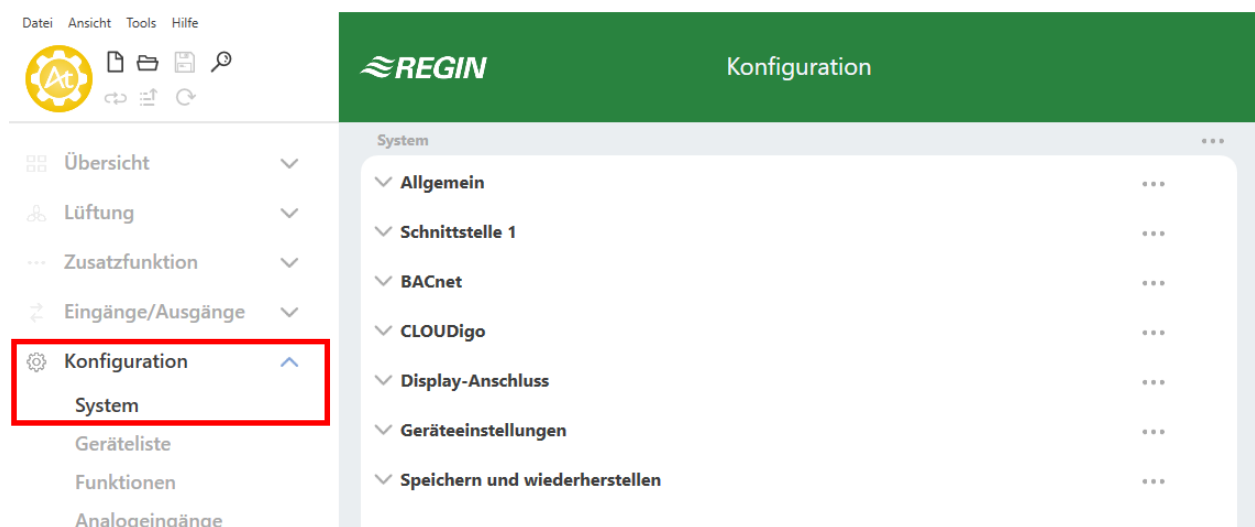 Datei Ansicht Tools Hilfe
At
REGIN
Konfiguration
Übersicht
Lüftung
Zusatzfunktion
Eingänge/Ausgänge
Konfiguration
System
Geräteliste
Funktionen
Analogeingänge
System
Allgemein
Schnittstelle 1
BACnet
CLOUDigo
Display-Anschluss
Geräteeinstellungen
Speichern und wiederherstellen